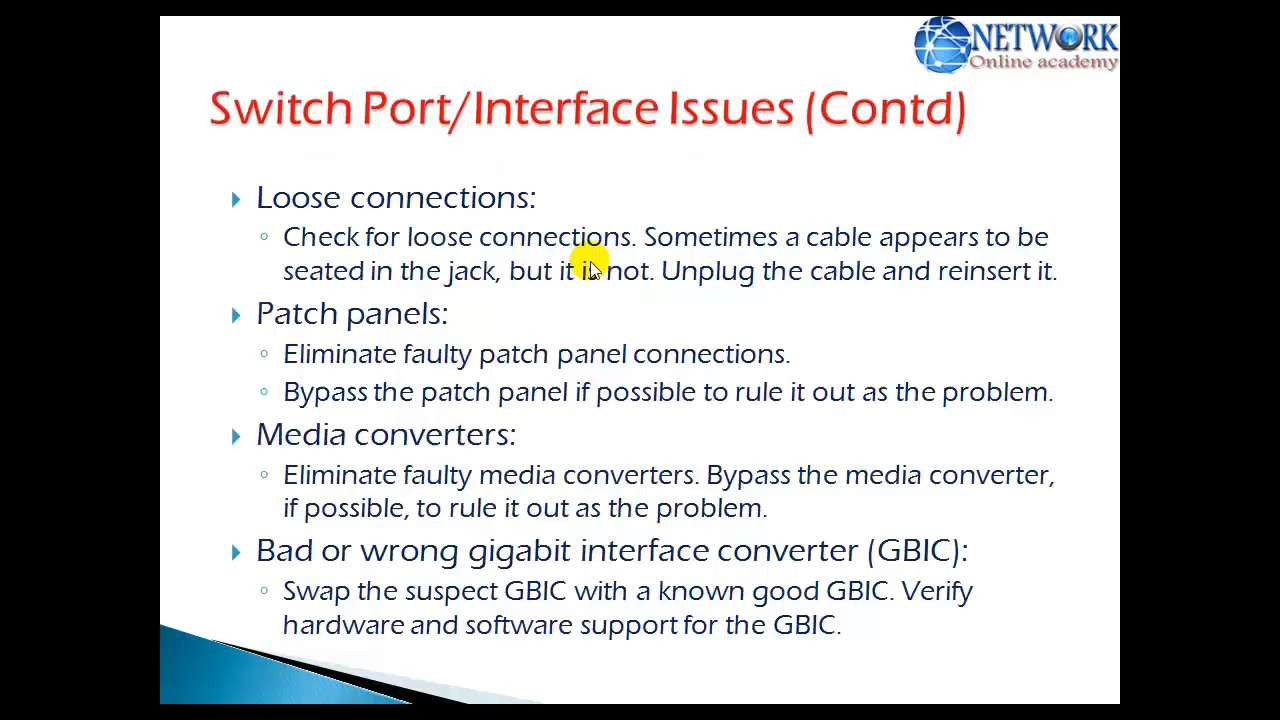 NETWORK
Online academy
Switch Port/Interface Issues (Contd)
Loose connections:
Check for loose connections. Sometimes a cable appears to be
seated in the jack, but it is not. Unplug the cable and reinsert it.
Patch panels:
Eliminate faulty patch panel connections.
Bypass the patch panel if possible to rule it out as the problem.
Media converters:
Eliminate faulty media converters. Bypass the media converter,
if possible, to rule it out as the problem.
Bad or wrong gigabit interface converter (GBIC):
Swap the suspect GBIC with a known good GBIC. Verify
hardware and software support for the GBIC.